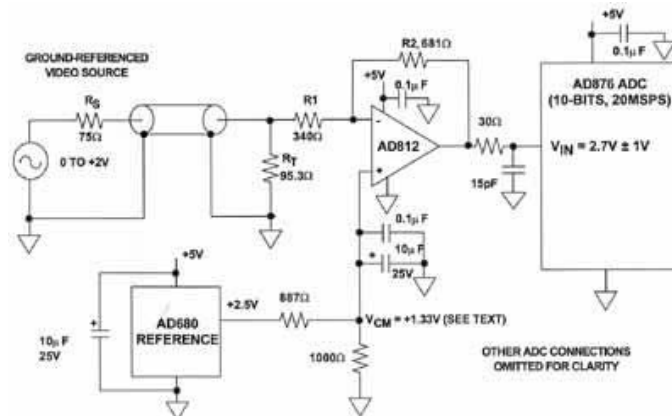 GROUND-REFERENCED
VIDEO SOURCE
RS
75Ω
0 TO +2V
R1
340Ω
RT
95.3Ω
R2, 681Ω
+5V
0.1µF
-
+
AD812
30Ω
15pF
+5V
0.1µF
AD876 ADC
(10-BITS, 20MSPS)
VIN = 2.7V ± 1V
0.1µF
+
10µF
25V
+5V
+
10µF
25V
AD680
REFERENCE
+2.5V
887Ω
VCM = +1.33V (SEE TEXT)
1000Ω
OTHER ADC CONNECTIONS
OMITTED FOR CLARITY